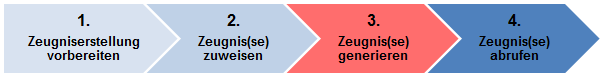 1.
Zeugniserstellung
vorbereiten
2.
Zeugnis(se)
zuweisen
3.
Zeugnis(se)
generieren
4.
Zeugnis(se)
abrufen